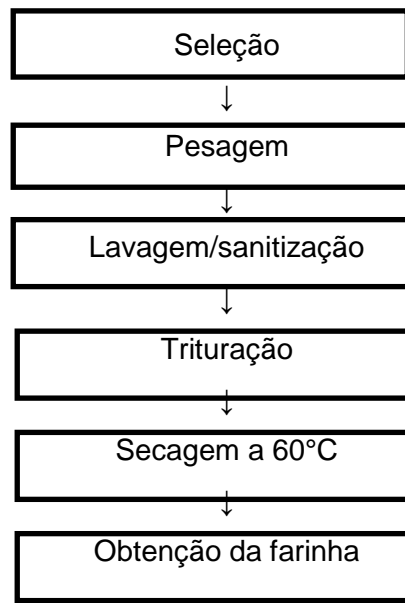 Seleção
↓
Pesagem
↓
Lavagem/sanitização
↓
Trituração
↓
Secagem a 60°C
↓
Obtenção da farinha